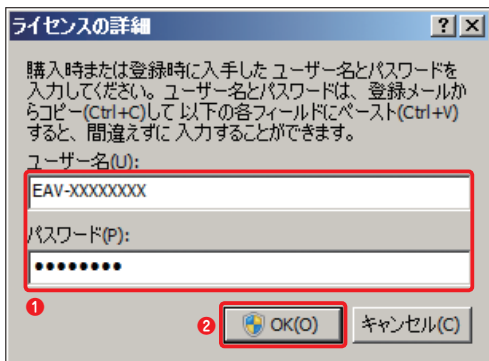 ライセンスの詳細
購入時または登録時に入手した ユーザー名とパスワードを
入力してください。ユーザー名とパスワードは、登録メールか
らコピー(Ctrl+C)して 以下の各フィールドにペースト(Ctrl+V)
すると、間違えずに 入力することができます。
ユーザー名(U):
EAV-XXXXXXXX
パスワード(P):
●●●●●●●●
❶
❷ OK(O) キャンセル(C)